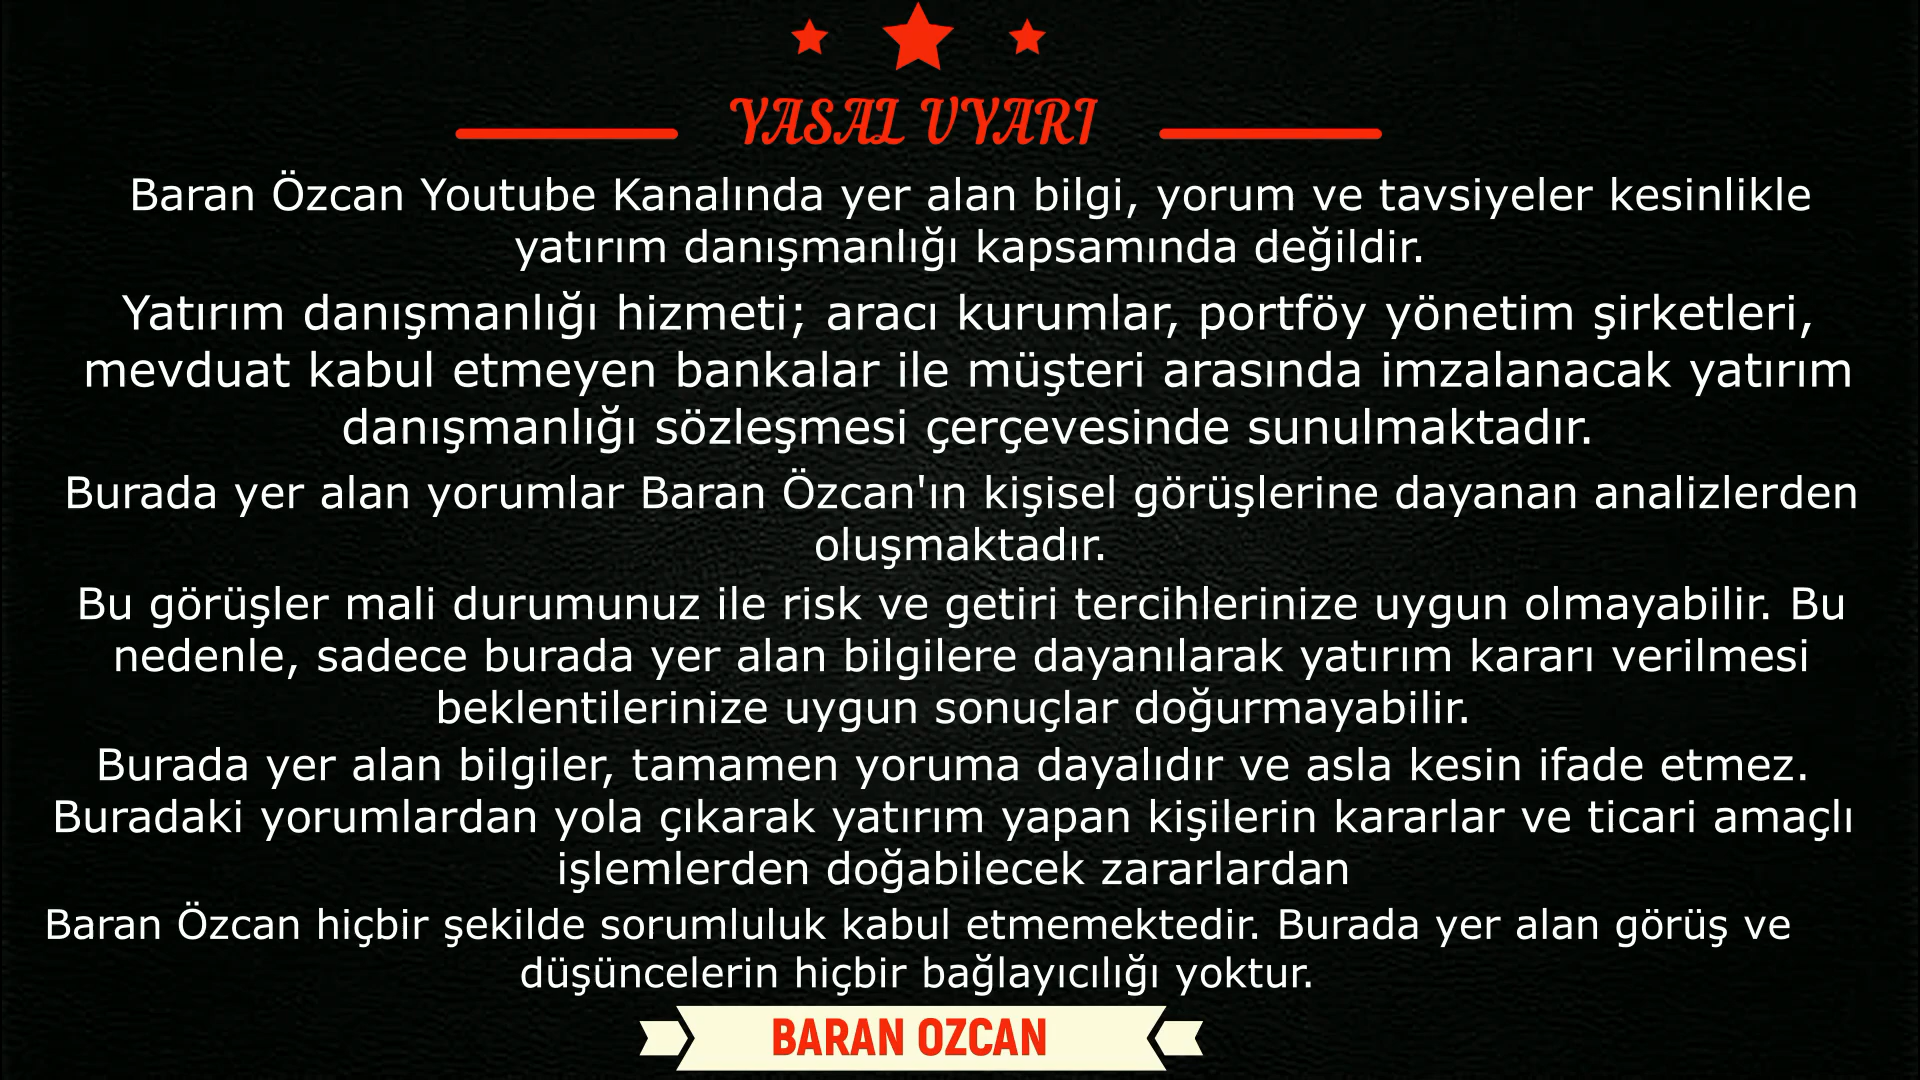 YASAL UYARI
Baran Özcan Youtube Kanalında yer alan bilgi, yorum ve tavsiyeler kesinlikle
yatırım danışmanlığı kapsamında değildir.
Yatırım danışmanlığı hizmeti; aracı kurumlar, portföy yönetim şirketleri,
mevduat kabul etmeyen bankalar ile müşteri arasında imzalanacak yatırım
danışmanlığı sözleşmesi çerçevesinde sunulmaktadır.
Burada yer alan yorumlar Baran Özcan'ın kişisel görüşlerine dayanan analizlerden
oluşmaktadır.
Bu görüşler mali durumunuz ile risk ve getiri tercihlerinize uygun olmayabilir. Bu
nedenle, sadece burada yer alan bilgilere dayanılarak yatırım kararı verilmesi
beklentilerinize uygun sonuçlar doğurmayabilir.
Burada yer alan bilgiler, tamamen yoruma dayalıdır ve asla kesin ifade etmez.
Buradaki yorumlardan yola çıkarak yatırım yapan kişilerin kararlar ve ticari amaçlı
işlemlerden doğabilecek zararlardan
Baran Özcan hiçbir şekilde sorumluluk kabul etmemektedir. Burada yer alan görüş ve
düşüncelerin hiçbir bağlayıcılığı yoktur.
BARAN OZCAN